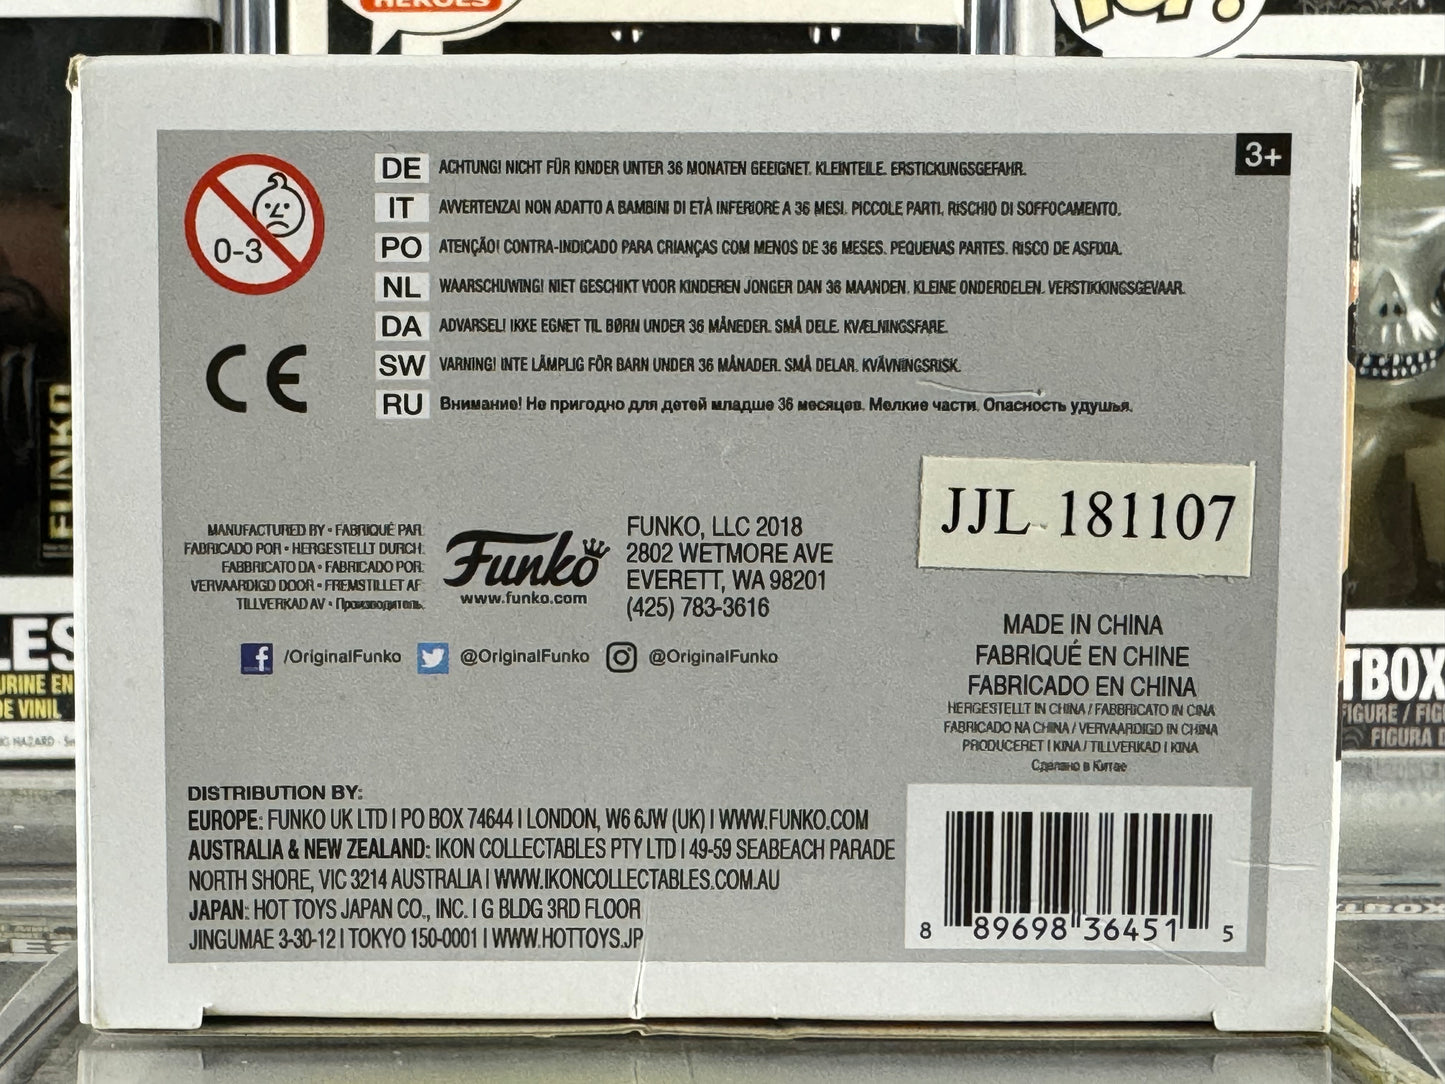 HEROES
POP!
0-3
3+
DE ACHTUNG! NICHT FÜR KINDER UNTER 36 MONATEN GEEIGNET. KLEINTEILE. ERSTICKUNGSGEFAHR.
IT AVVERTENZA! NON ADATTO A BAMBINI DI ETÀ INFERIORE A 36 MESI. PICCOLE PARTI. RISCHIO DI SOFFOCAMENTO.
PO ATENÇÃO! CONTRA-INDICADO PARA CRIANÇAS COM MENOS DE 36 MESES. PEQUENAS PARTES. RISCO DE ASFIXIA.
NL WAARSCHUWING! NIET GESCHIKT VOOR KINDEREN JONGER DAN 36 MAANDEN. KLEINE ONDERDELEN. VERSTIKKINGSGEVAAR.
DA ADVARSEL! IKKE EGNET TIL BØRN UNDER 36 MÅNEDER. SMÅ DELE. KVÆLNINGSFARE.
SW VARNING! INTE LÄMPLIG FÖR BARN UNDER 36 MÅNADER. SMÅ DELAR. KVÄVNINGSRISK.
RU Внимание! Не пригодно для детей младше 36 месяцев. Мелкие части. Опасность удушья.
CE
FUNKO
JJL 181107
MANUFACTURED BY • FABRIQUÉ PAR
FABRICADO POR • HERGESTELLT DURCH:
FABBRICATO DA • FABRICADO POR:
VERVAARDIGD DOOR • FREMSTILLET AF:
TILLVERKAD AV • Производитель:
Funko
www.funko.com
FUNKO, LLC 2018
2802 WETMORE AVE
EVERETT, WA 98201
(425) 783-3616
/OriginalFunko @OriginalFunko @OriginalFunko
MADE IN CHINA
FABRIQUÉ EN CHINE
FABRICADO EN CHINA
HERGESTELLT IN CHINA / FABBRICATO IN CINA
FABRICADO NA CHINA / VERVAARDIGD IN CHINA
PRODUCERET I KINA / TILLVERKAD I KINA
Сделано в Китае
DISTRIBUTION BY:
EUROPE: FUNKO UK LTD | PO BOX 74644 | LONDON, W6 6JW (UK) | WWW.FUNKO.COM
AUSTRALIA & NEW ZEALAND: IKON COLLECTABLES PTY LTD | 49-59 SEABEACH PARADE
NORTH SHORE, VIC 3214 AUSTRALIA | WWW.IKONCOLLECTABLES.COM.AU
JAPAN: HOT TOYS JAPAN CO., INC. | G BLDG 3RD FLOOR
JINGUMAE 3-30-12 | TOKYO 150-0001 | WWW.HOTTOYS.JP
8 89698 36451 5
LES
URINE EN
DE VINIL
TBOX
FIGURE / FIG
FIGURA D